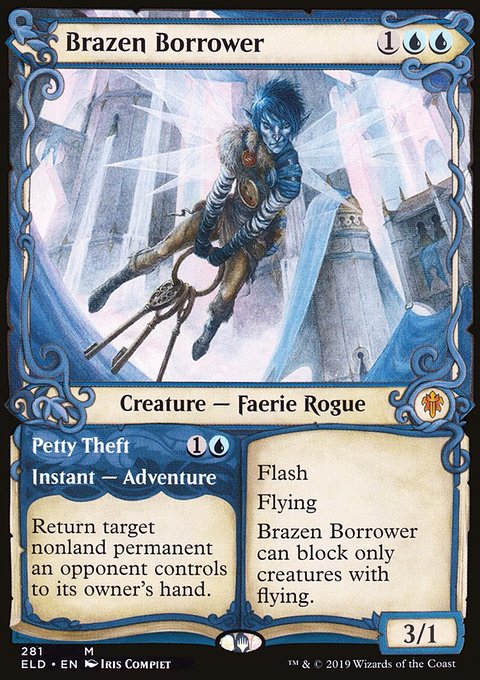 Brazen Borrower 1
Creature — Faerie Rogue
Petty Theft 1
Instant — Adventure
Return target
nonland permanent
an opponent controls
to its owner's hand.
Flash
Flying
Brazen Borrower
can block only
creatures with
flying.
3/1
281 M
ELD • EN Iris Compiet
™ & © 2019 Wizards of the Coast